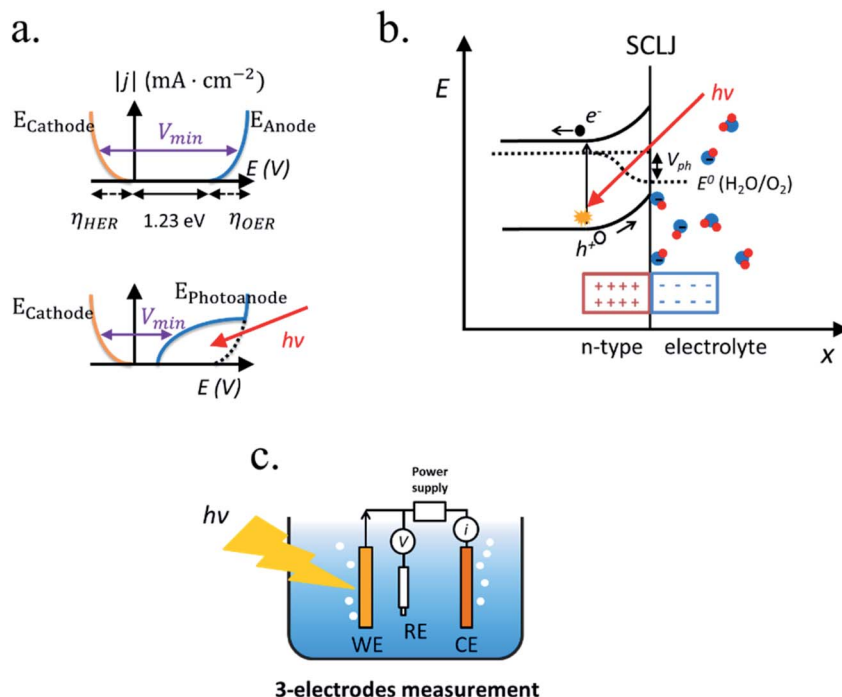 a.
|j| (mA · cm⁻²)
E_Cathode
V_min
E_Anode
E (V)
η_HER
1.23 eV
η_OER
E_Cathode
V_min
E_Photoanode
hν
E (V)
b.
SCLJ
E
hν
e⁻
V_ph
E⁰ (H₂O/O₂)
h⁺
+ + + +
+ + + +
- - - -
- - - -
n-type
electrolyte
x
c.
Power
supply
hν
V
i
WE
RE
CE
3-electrodes measurement